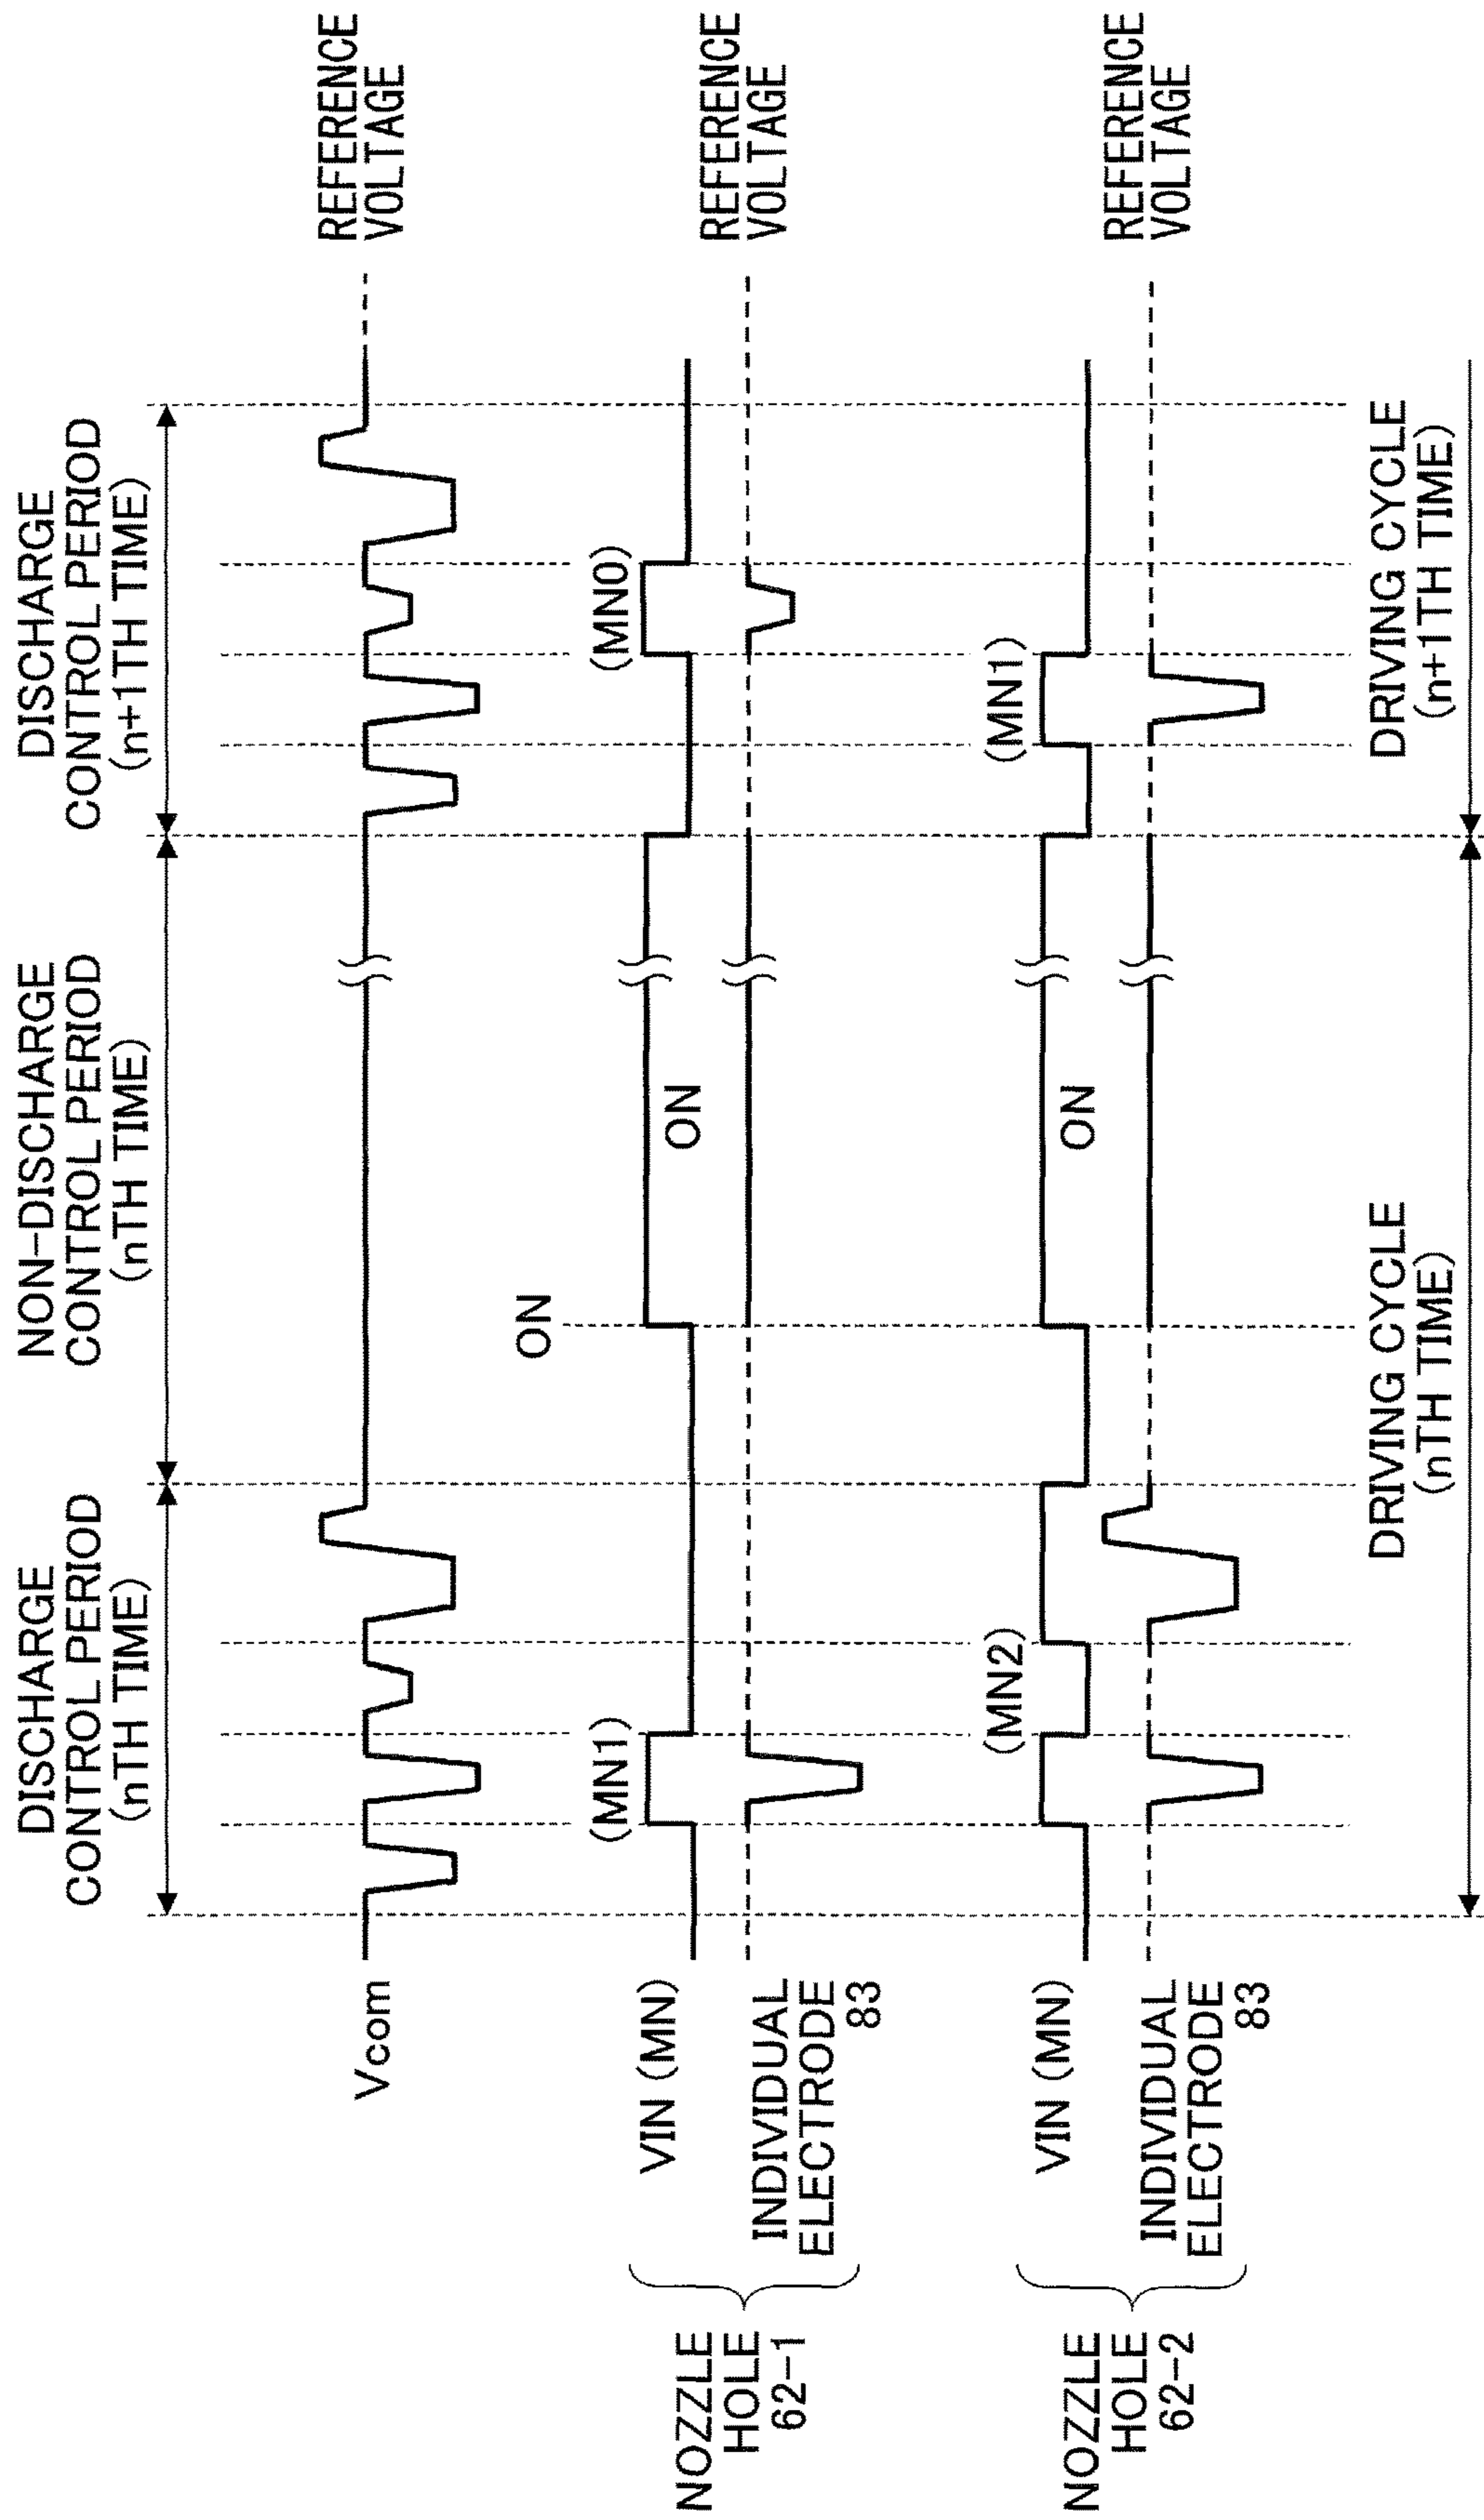 DISCHARGE
CONTROL PERIOD
(nTH TIME)
NON-DISCHARGE
CONTROL PERIOD
(nTH TIME)
DISCHARGE
CONTROL PERIOD
(n+1TH TIME)
Vcom
REFERENCE
VOLTAGE
ON
NOZZLE
HOLE
62-1
VIN (MN)
(MN1)
ON
(MN0)
INDIVIDUAL
ELECTRODE
83
REFERENCE
VOLTAGE
NOZZLE
HOLE
62-2
VIN (MN)
(MN2)
ON
(MN1)
INDIVIDUAL
ELECTRODE
83
REFERENCE
VOLTAGE
DRIVING CYCLE
(nTH TIME)
DRIVING CYCLE
(n+1TH TIME)